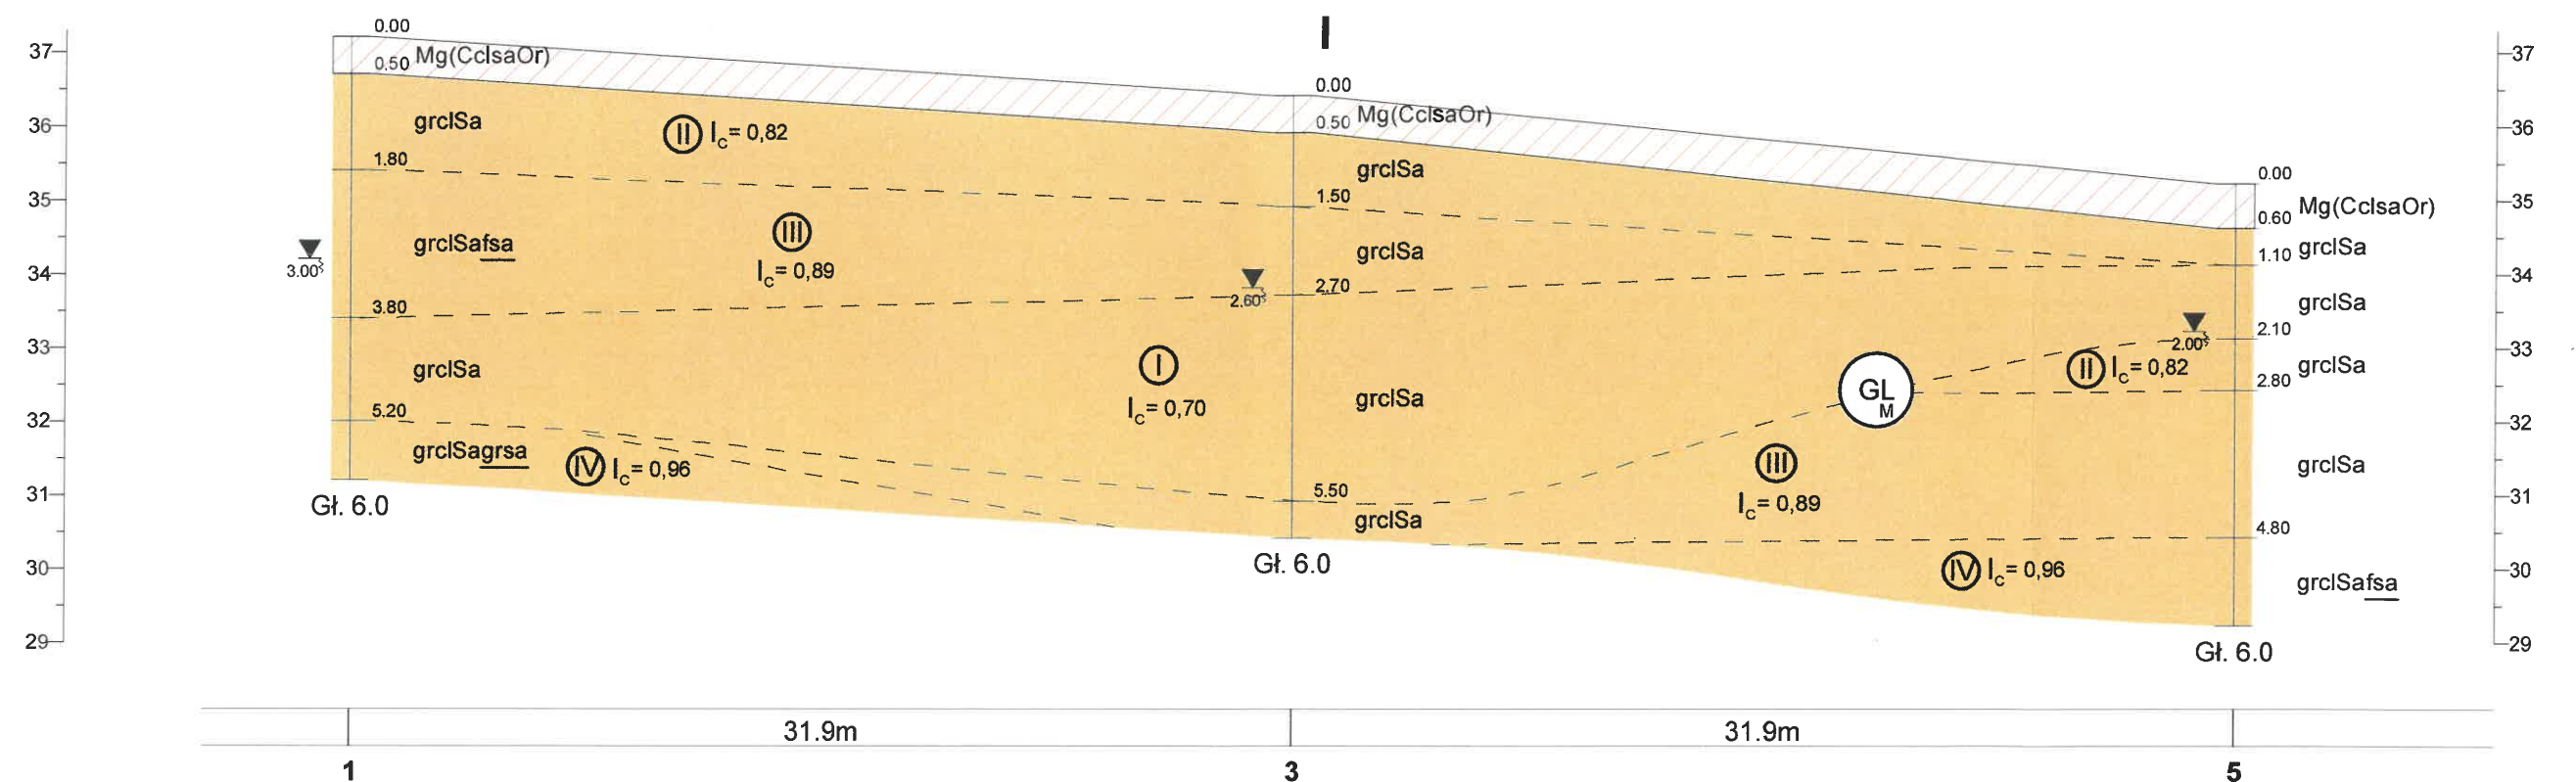 I
37
36
35
34
33
32
31
30
29
0.00
Mg(CclsaOr)
0.50
grclSa
II Ic= 0,82
1.80
grclSafsa
III
Ic= 0,89
3.00
3.80
grclSa
I
Ic= 0,70
5.20
grclSagrsa
IV Ic= 0,96
Gł. 6.0
0.00
Mg(CclsaOr)
0.50
grclSa
1.50
grclSa
2.60
2.70
grclSa
5.50
grclSa
Gł. 6.0
GL
M
III
Ic= 0,89
II Ic= 0,82
IV Ic= 0,96
0.00
Mg(CclsaOr)
0.60
grclSa
1.10
grclSa
2.00
2.10
grclSa
2.80
grclSa
4.80
grclSafsa
Gł. 6.0
37
36
35
34
33
32
31
30
29
31.9m
31.9m
1
3
5